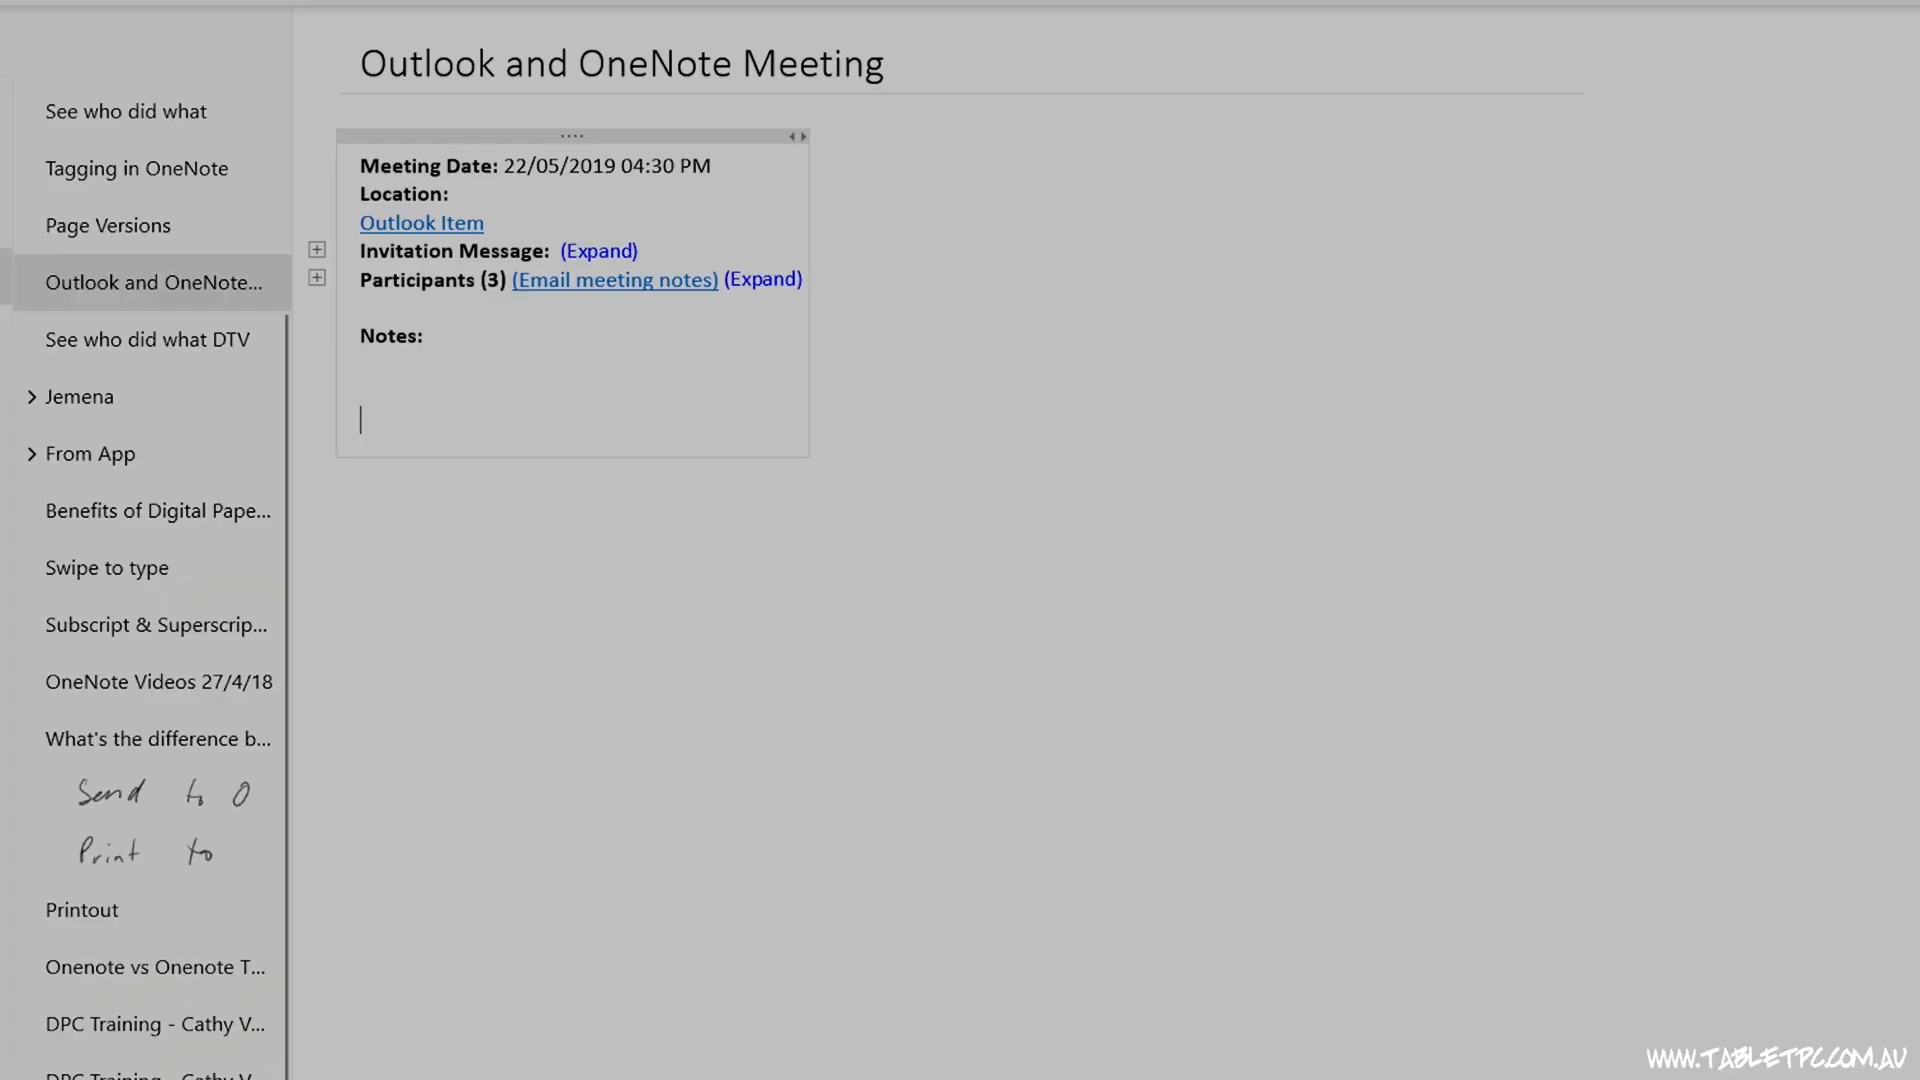 Outlook and OneNote Meeting
See who did what
Tagging in OneNote
Page Versions
Outlook and OneNote...
See who did what DTV
Jemena
From App
Benefits of Digital Pape...
Swipe to type
Subscript & Superscrip...
OneNote Videos 27/4/18
What's the difference b...
Send to O
Print to
Printout
Onenote vs Onenote T...
DPC Training - Cathy V...
DPC Training - Cathy V
Meeting Date: 22/05/2019 04:30 PM
Location:
Outlook Item
Invitation Message: (Expand)
Participants (3) (Email meeting notes) (Expand)
Notes:
WWW.TABLETPC.COM.AU